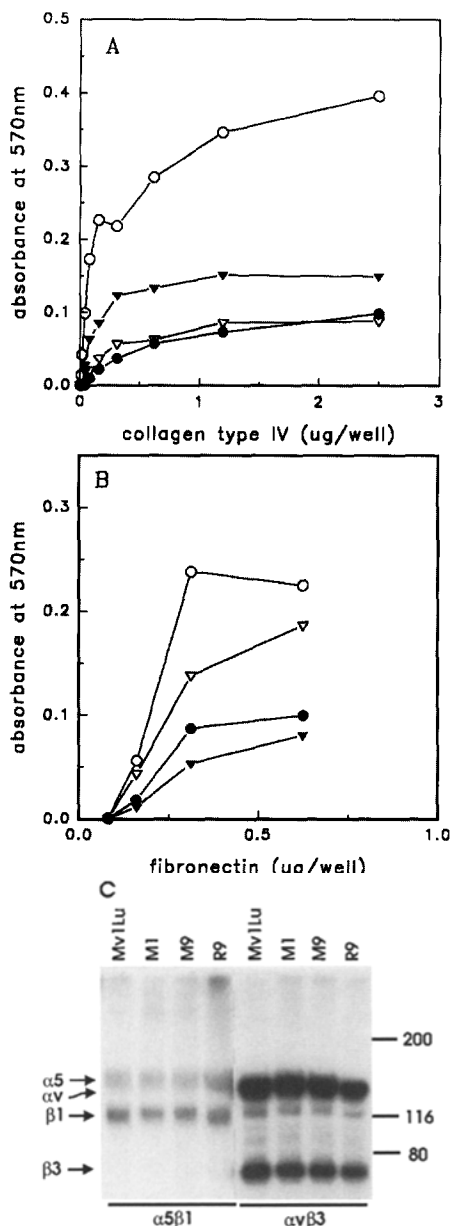 A
absorbance at 570nm
0.5
0.4
0.3
0.2
0.1
0.0
0 1 2 3
collagen type IV (ug/well)
B
absorbance at 570nm
0.3
0.2
0.1
0.0
0.0 0.5 1.0
fibronectin (ug/well)
C
Mv1Lu M1 M9 R9 Mv1Lu M1 M9 R9
α5
αv
β1
β3
200
116
80
α5β1 αvβ3